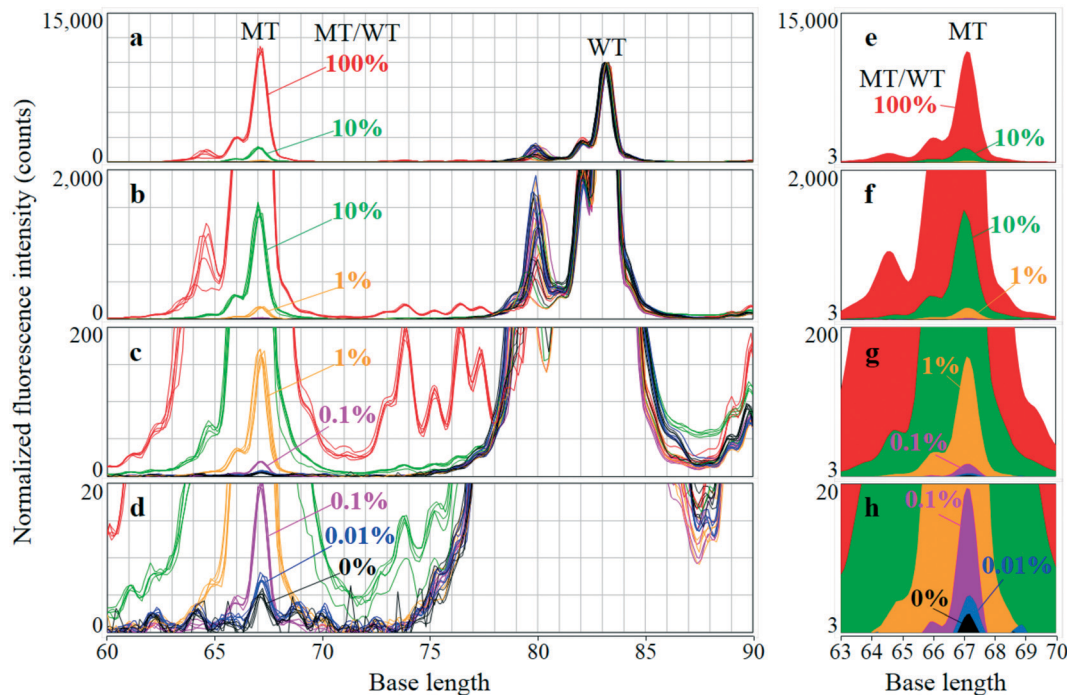 Normalized fluorescence intensity (counts)
15,000
a
MT
MT/WT
100%
10%
WT
0
2,000
b
10%
1%
0
200
c
1%
0.1%
0
20
d
0.1%
0.01%
0%
0
60 65 70 75 80 85 90
Base length
15,000
e
MT
MT/WT
100%
10%
3
2,000
f
10%
1%
3
200
g
1%
0.1%
3
20
h
0.1%
0.01%
0%
3
63 64 65 66 67 68 69 70
Base length